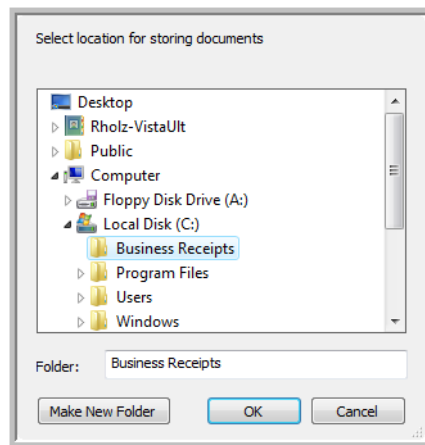 Select location for storing documents
Desktop
Rholz-VistaUlt
Public
Computer
Floppy Disk Drive (A:)
Local Disk (C:)
Business Receipts
Program Files
Users
Windows
Folder: Business Receipts
Make New Folder OK Cancel